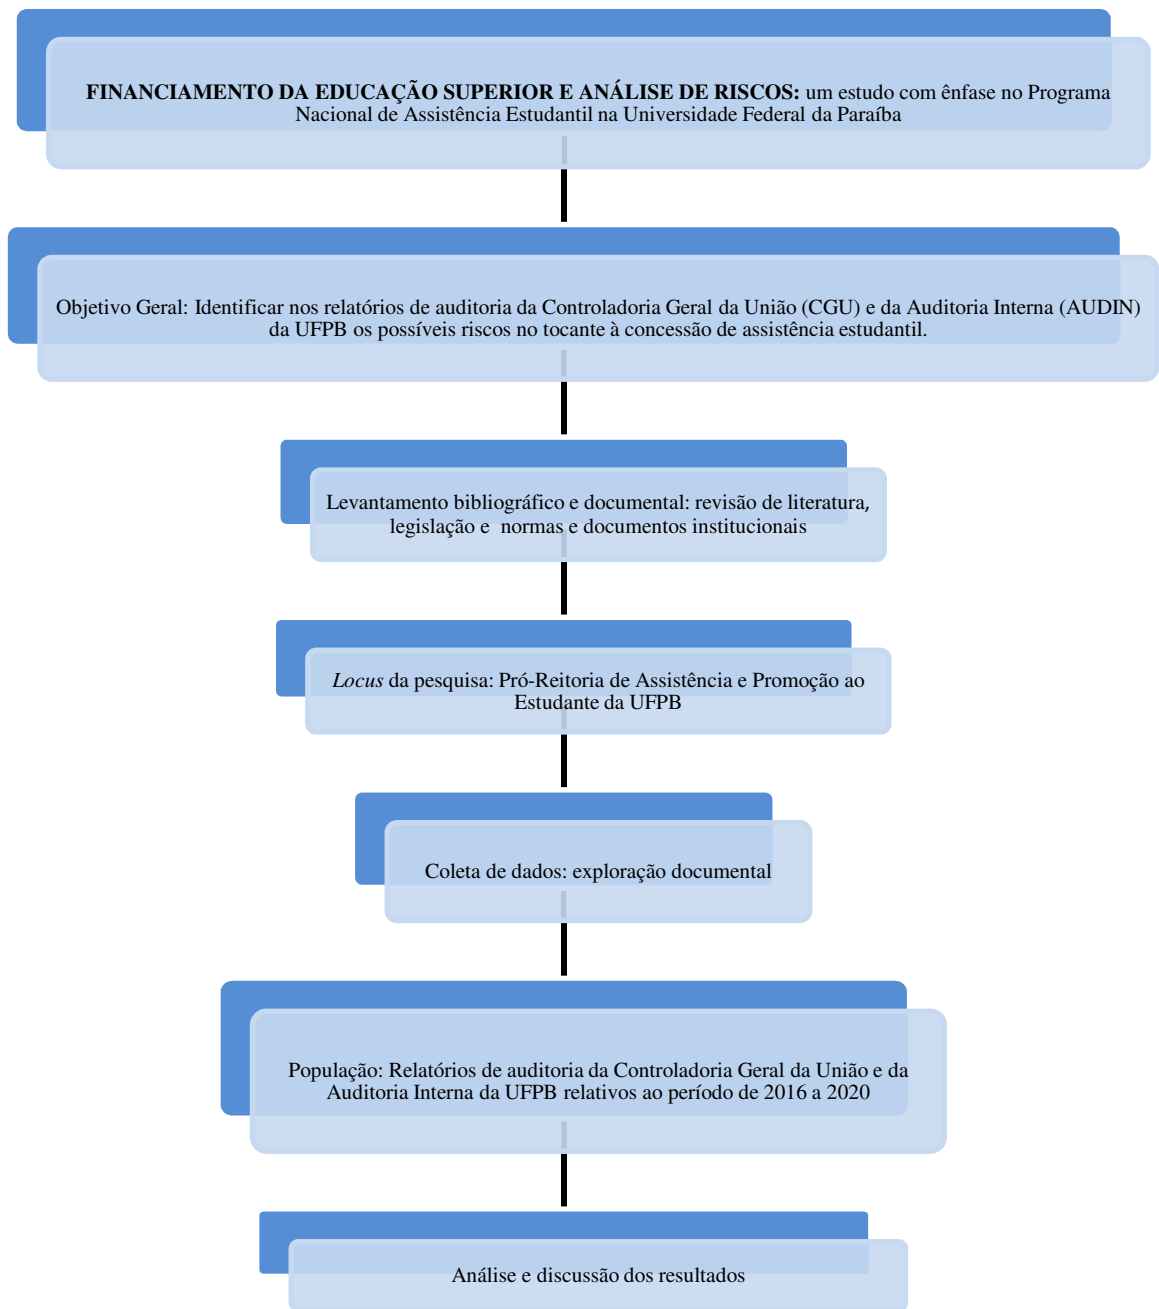 FINANCIAMENTO DA EDUCAÇÃO SUPERIOR E ANÁLISE DE RISCOS: um estudo com ênfase no Programa
Nacional de Assistência Estudantil na Universidade Federal da Paraíba
Objetivo Geral: Identificar nos relatórios de auditoria da Controladoria Geral da União (CGU) e da Auditoria Interna (AUDIN)
da UFPB os possíveis riscos no tocante à concessão de assistência estudantil.
Levantamento bibliográfico e documental: revisão de literatura,
legislação e normas e documentos institucionais
Locus da pesquisa: Pró-Reitoria de Assistência e Promoção ao
Estudante da UFPB
Coleta de dados: exploração documental
População: Relatórios de auditoria da Controladoria Geral da União e da
Auditoria Interna da UFPB relativos ao período de 2016 a 2020
Análise e discussão dos resultados